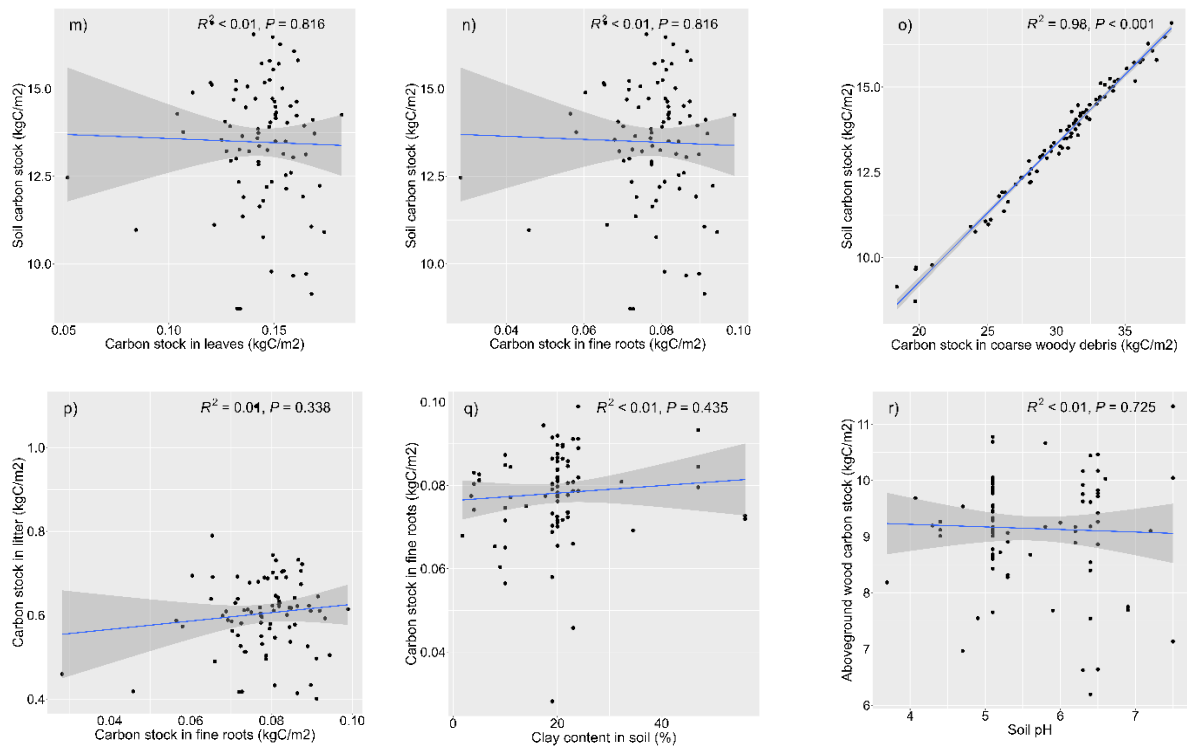 m)
R² < 0.01, P = 0.816
Soil carbon stock (kgC/m2)
15.0
12.5
10.0
0.05
0.10
0.15
Carbon stock in leaves (kgC/m2)
n)
R² < 0.01, P = 0.816
Soil carbon stock (kgC/m2)
15.0
12.5
10.0
0.04
0.06
0.08
0.10
Carbon stock in fine roots (kgC/m2)
o)
R² = 0.98, P < 0.001
Soil carbon stock (kgC/m2)
15.0
12.5
10.0
20
25
30
35
Carbon stock in coarse woody debris (kgC/m2)
p)
R² = 0.01, P = 0.338
Carbon stock in litter (kgC/m2)
1.0
0.8
0.6
0.4
0.04
0.06
0.08
0.10
Carbon stock in fine roots (kgC/m2)
q)
R² < 0.01, P = 0.435
Carbon stock in fine roots (kgC/m2)
0.10
0.08
0.06
0.04
0
20
40
Clay content in soil (%)
r)
R² < 0.01, P = 0.725
Aboveground wood carbon stock (kgC/m2)
11
10
9
8
7
6
4
5
6
7
Soil pH